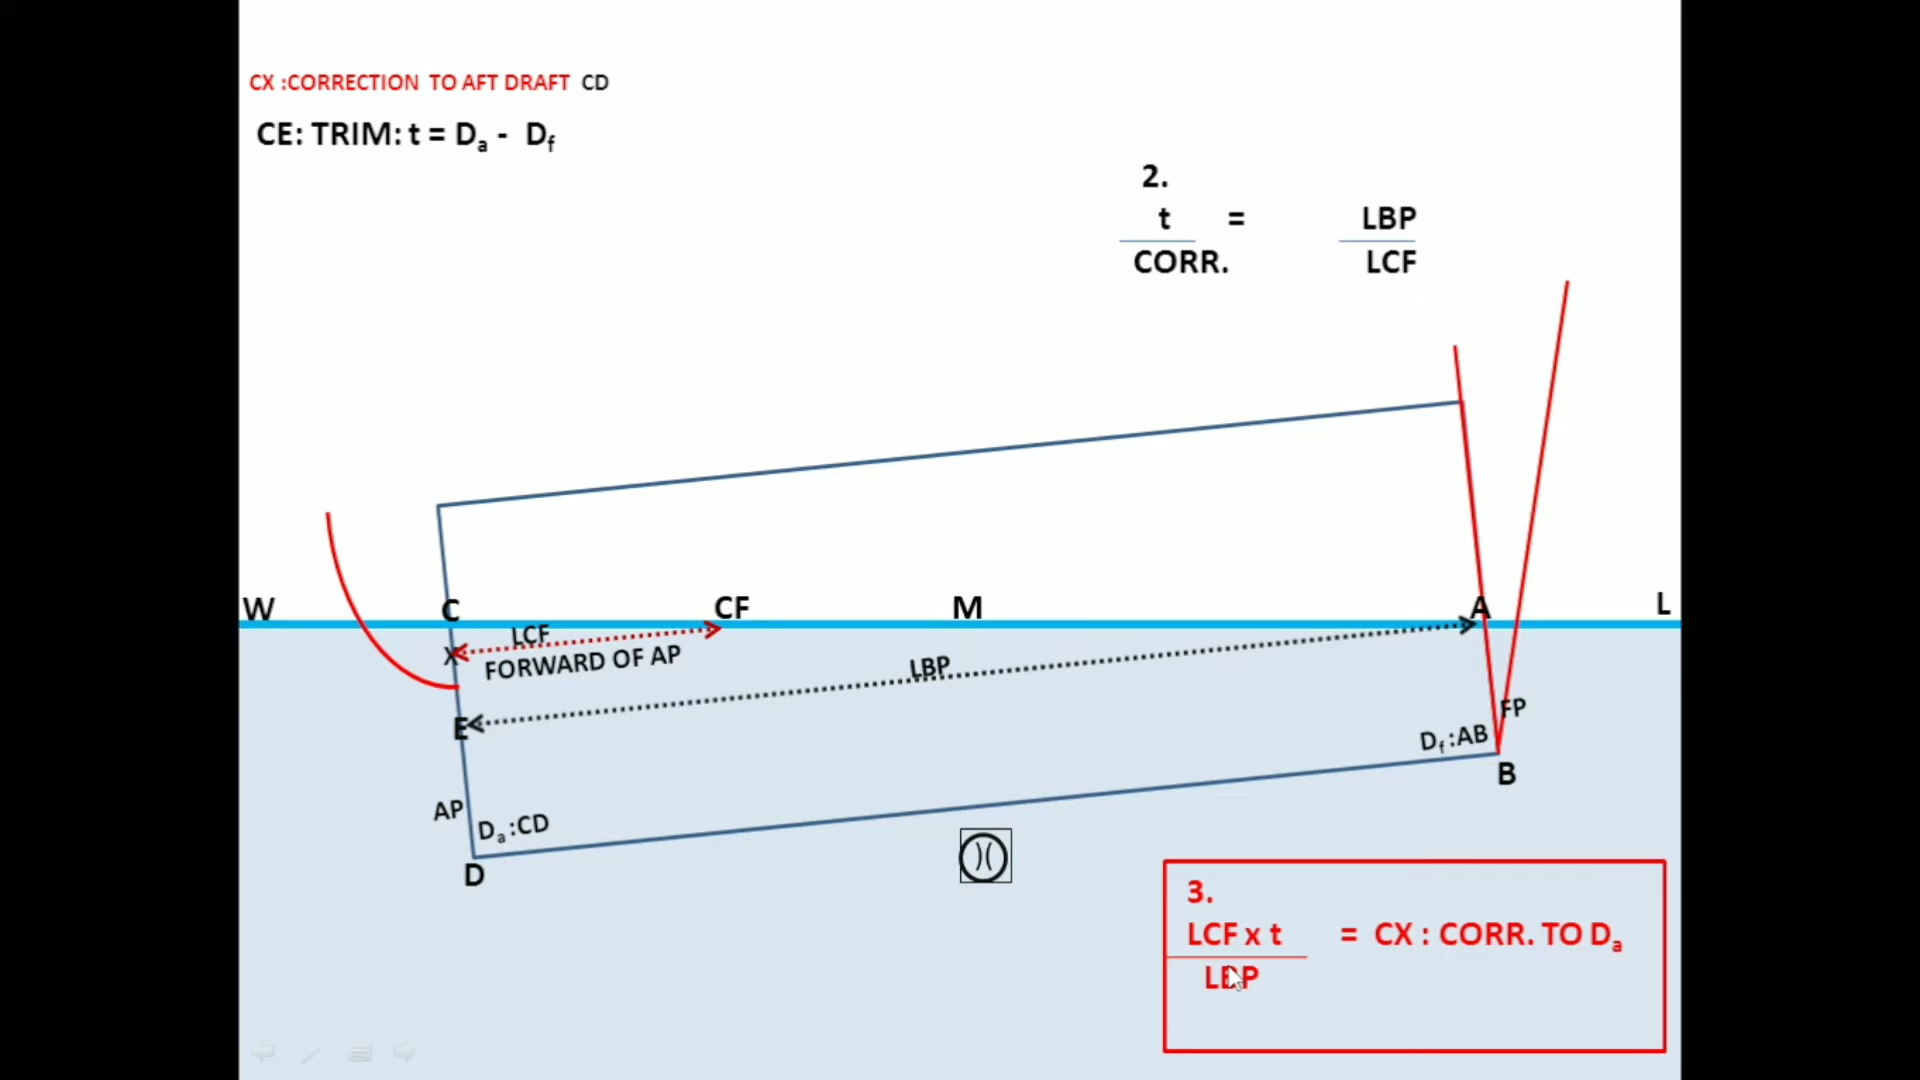 CX :CORRECTION TO AFT DRAFT CD
CE: TRIM: t = Da - Df
2.
t = LBP
CORR. LCF
W C CF M A L
LCF
X
FORWARD OF AP
LBP
E
FP
Df :AB
B
AP
Da :CD
D
3.
LCF x t = CX : CORR. TO Da
LBP